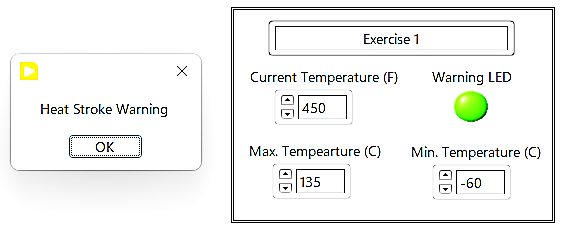 Heat Stroke Warning
OK
Exercise 1
Current Temperature (F)
Warning LED
450
Max. Tempearture (C)
Min. Temperature (C)
135
-60